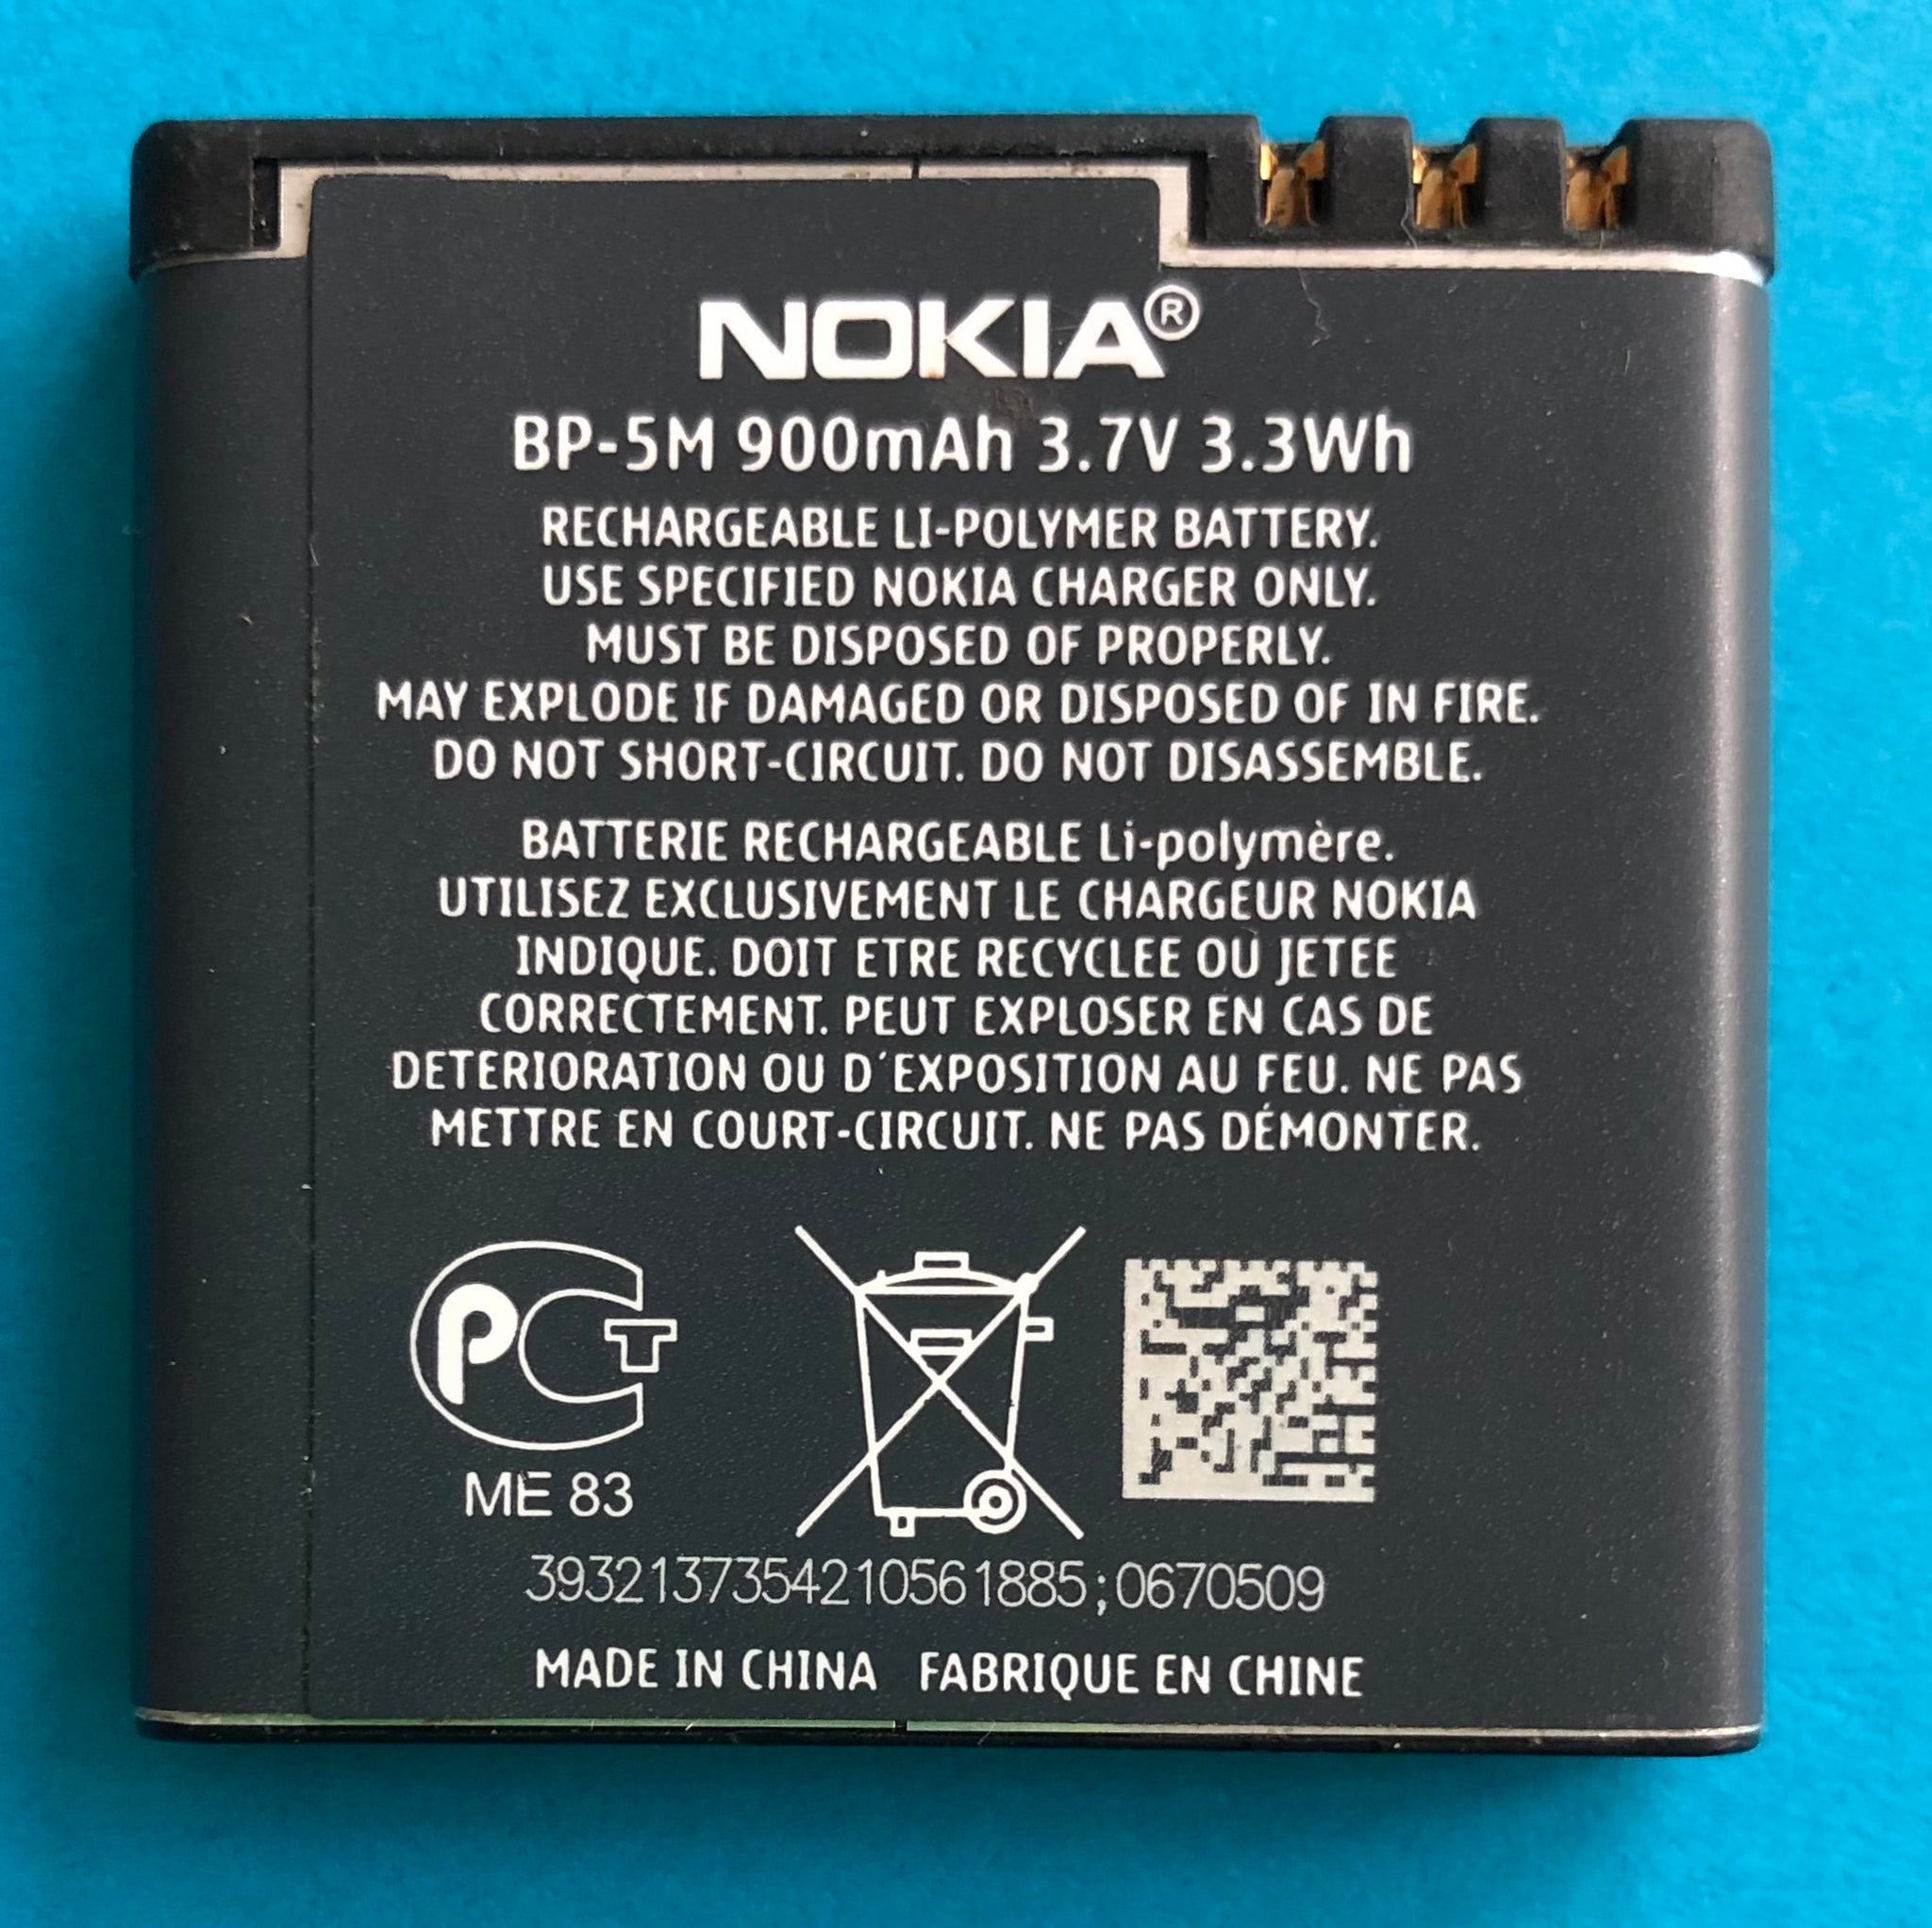 NOKIA®
BP-5M 900mAh 3.7V 3.3Wh
RECHARGEABLE LI-POLYMER BATTERY.
USE SPECIFIED NOKIA CHARGER ONLY.
MUST BE DISPOSED OF PROPERLY.
MAY EXPLODE IF DAMAGED OR DISPOSED OF IN FIRE.
DO NOT SHORT-CIRCUIT. DO NOT DISASSEMBLE.
BATTERIE RECHARGEABLE Li-polymère.
UTILISEZ EXCLUSIVEMENT LE CHARGEUR NOKIA
INDIQUE. DOIT ETRE RECYCLEE OU JETEE
CORRECTEMENT. PEUT EXPLOSER EN CAS DE
DETERIORATION OU D'EXPOSITION AU FEU. NE PAS
METTRE EN COURT-CIRCUIT. NE PAS DÉMONTER.
РСТ
ME 83
3932137354210561885;0670509
MADE IN CHINA FABRIQUE EN CHINE